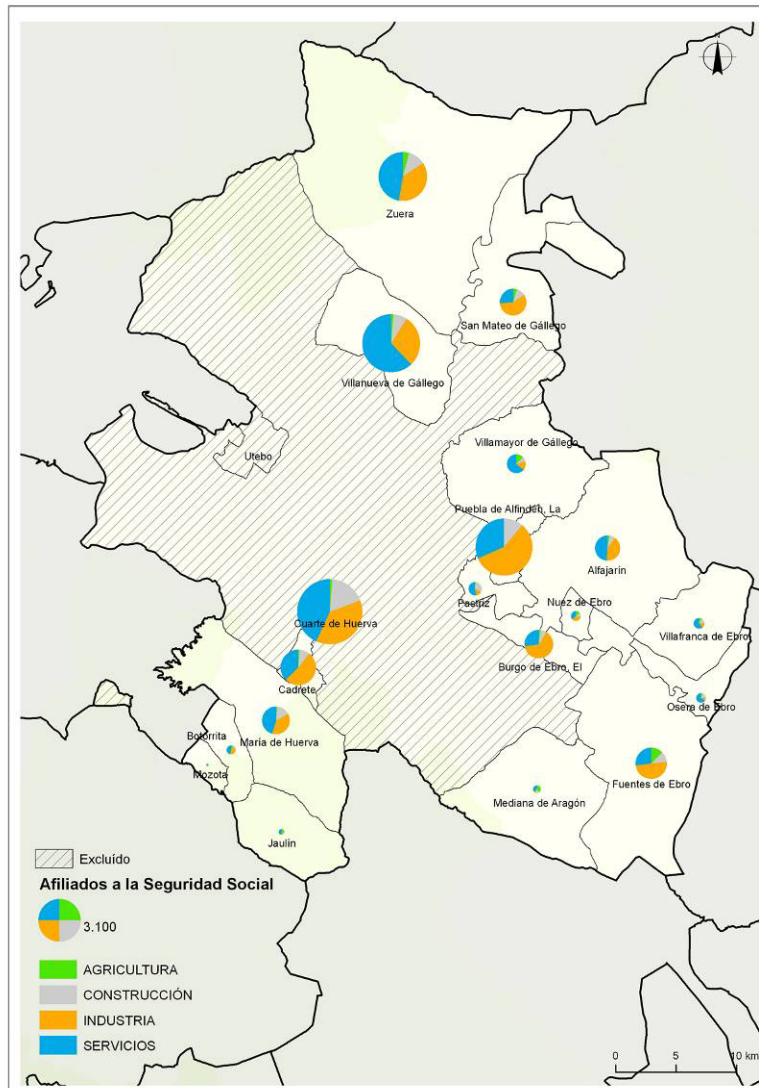 N
Zuera
San Mateo de Gállego
Villanueva de Gállego
Villamayor de Gállego
Utebo
Puebla de Alfindén, La
Alfajarín
Pastriz
Nuez de Ebro
Cuarte de Huerva
Villafranca de Ebro
Burgo de Ebro, El
Cadrete
Osera de Ebro
María de Huerva
Botorrita
Mozota
Fuentes de Ebro
Mediana de Aragón
Jaulín
Excluído
Afiliados a la Seguridad Social
3.100
AGRICULTURA
CONSTRUCCIÓN
INDUSTRIA
SERVICIOS
0 5 10 km